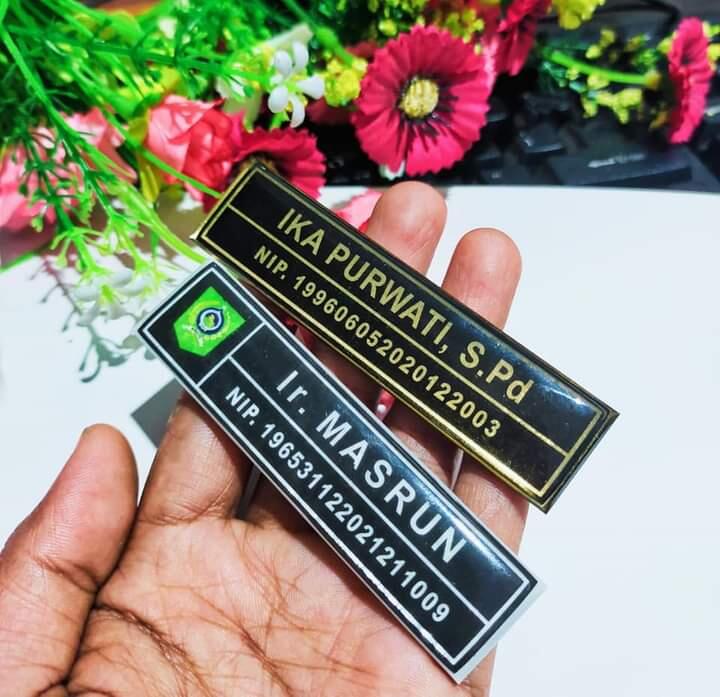 IKA PURWATI, S.Pd
NIP. 199606052020122003
Ir. MASRUN
NIP. 196531122021211009